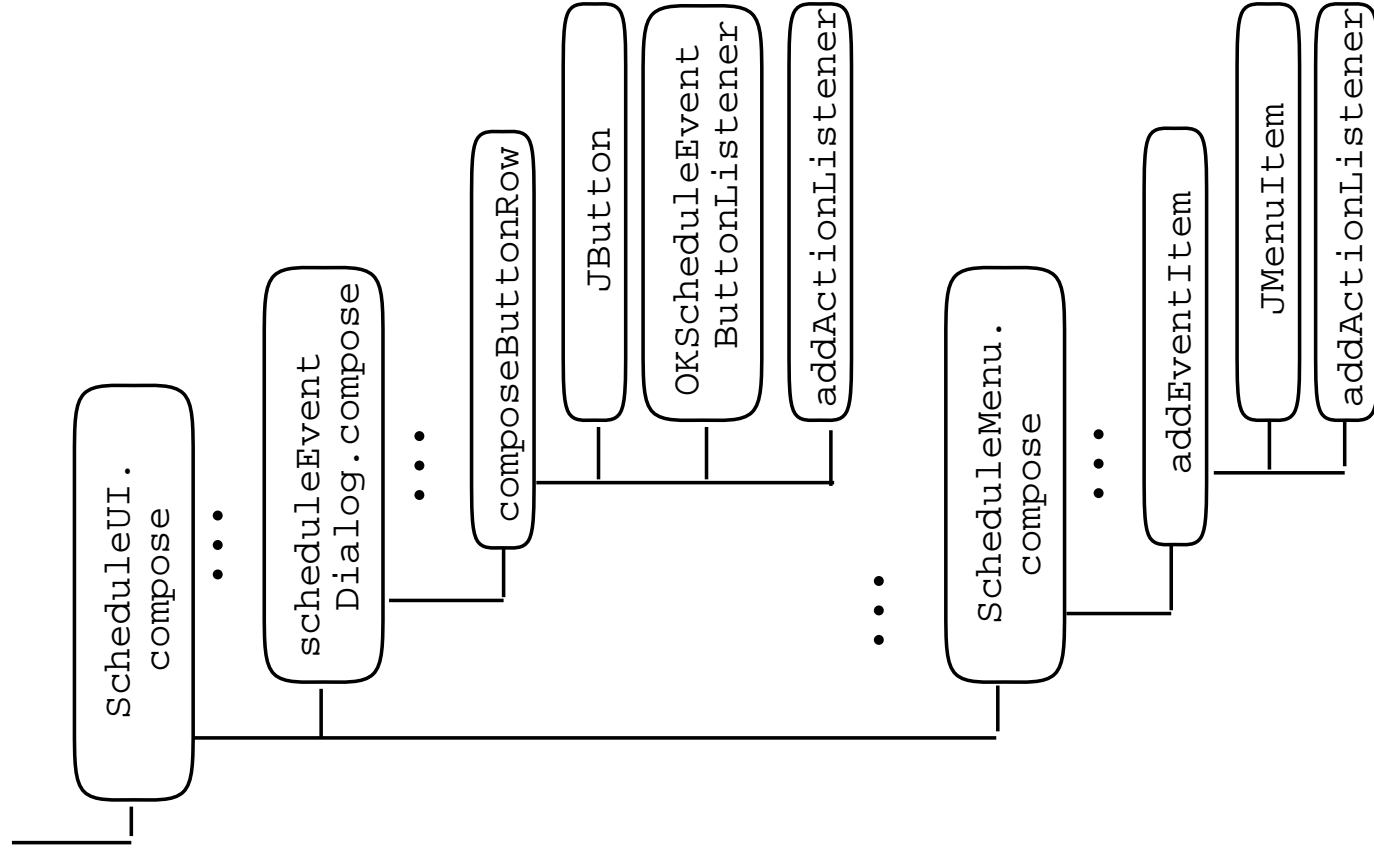 ScheduleUI.
compose
scheduleEvent
Dialog.compose
composeButtonRow
JButton
OKScheduleEvent
ButtonListener
addActionListener
ScheduleMenu.
compose
addEventItem
JMenuItem
addActionListener